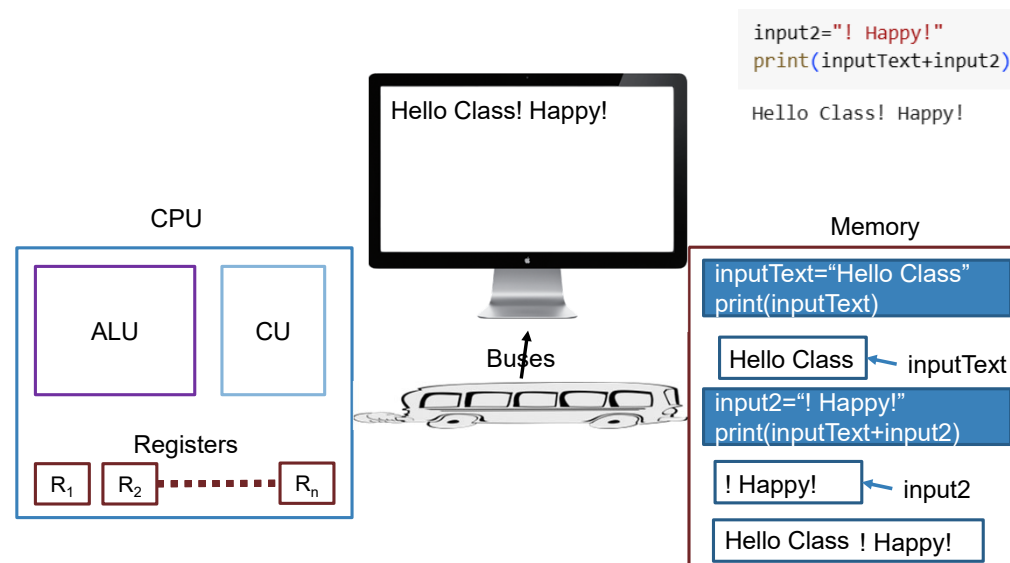 input2="! Happy!"
print(inputText+input2)
Hello Class! Happy!
Hello Class! Happy!
CPU
ALU
CU
Registers
R1
R2
Rn
Buses
Memory
inputText=“Hello Class”
print(inputText)
Hello Class
inputText
input2=“! Happy!”
print(inputText+input2)
! Happy!
input2
Hello Class ! Happy!